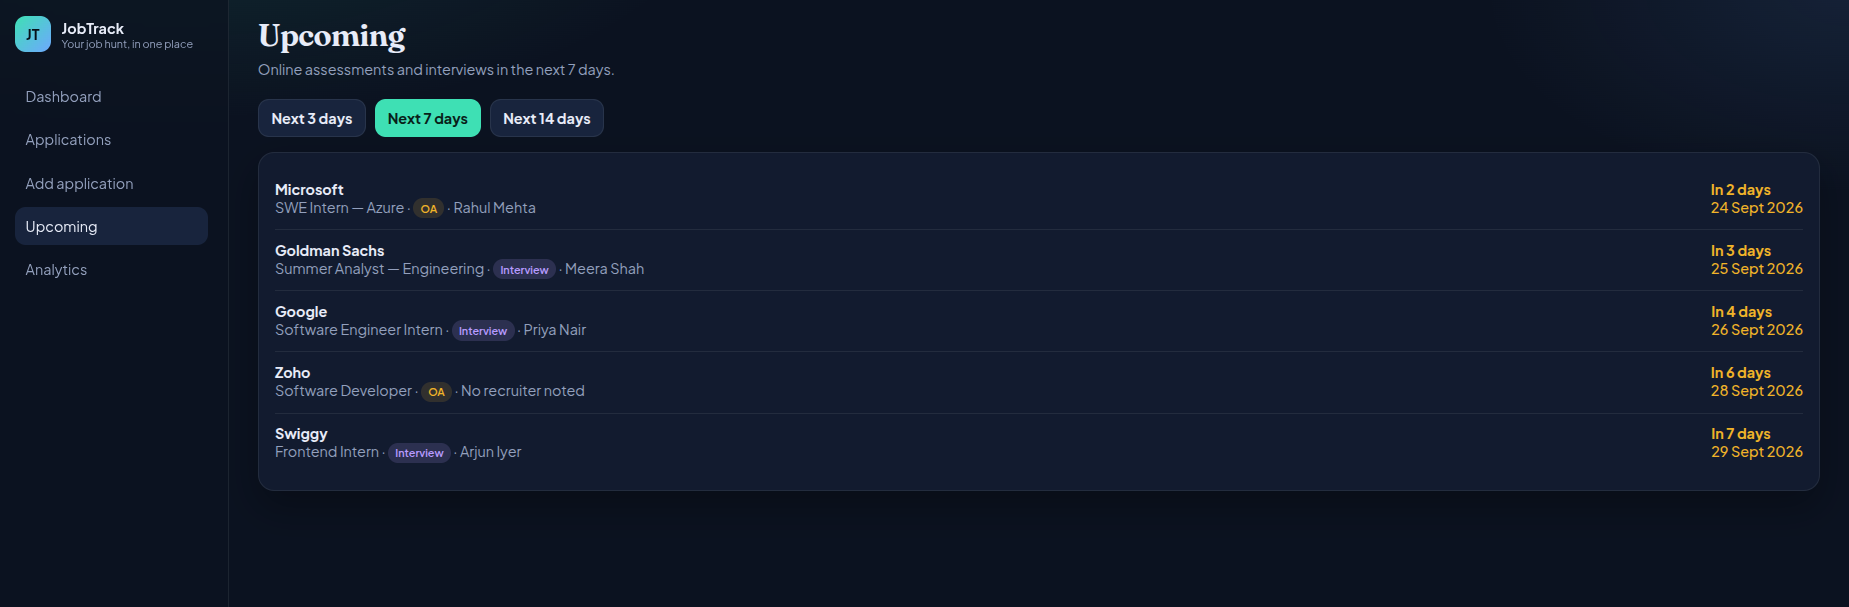 JT
JobTrack
Your job hunt, in one place
Dashboard
Applications
Add application
Upcoming
Analytics
Upcoming
Online assessments and interviews in the next 7 days.
Next 3 days
Next 7 days
Next 14 days
Microsoft
SWE Intern — Azure · OA · Rahul Mehta
In 2 days
24 Sept 2026
Goldman Sachs
Summer Analyst — Engineering · Interview · Meera Shah
In 3 days
25 Sept 2026
Google
Software Engineer Intern · Interview · Priya Nair
In 4 days
26 Sept 2026
Zoho
Software Developer · OA · No recruiter noted
In 6 days
28 Sept 2026
Swiggy
Frontend Intern · Interview · Arjun Iyer
In 7 days
29 Sept 2026